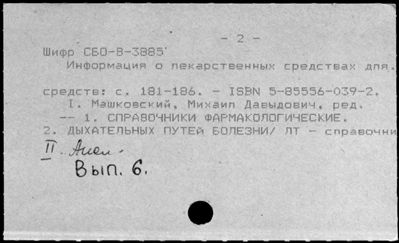 - 2 -
Шифр СБО-В-3885
Информация о лекарственных средствах для
средств: с. 181-186. - ISBN 5-85556-039-2.
I. Машковский, Михаил Давыдович, ред.
-- 1. СПРАВОЧНИКИ ФАРМАКОЛОГИЧЕСКИЕ.
2. ДЫХАТЕЛЬНЫХ ПУТЕЙ БОЛЕЗНИ/ ЛТ - справочни
II.
Вып. 6.